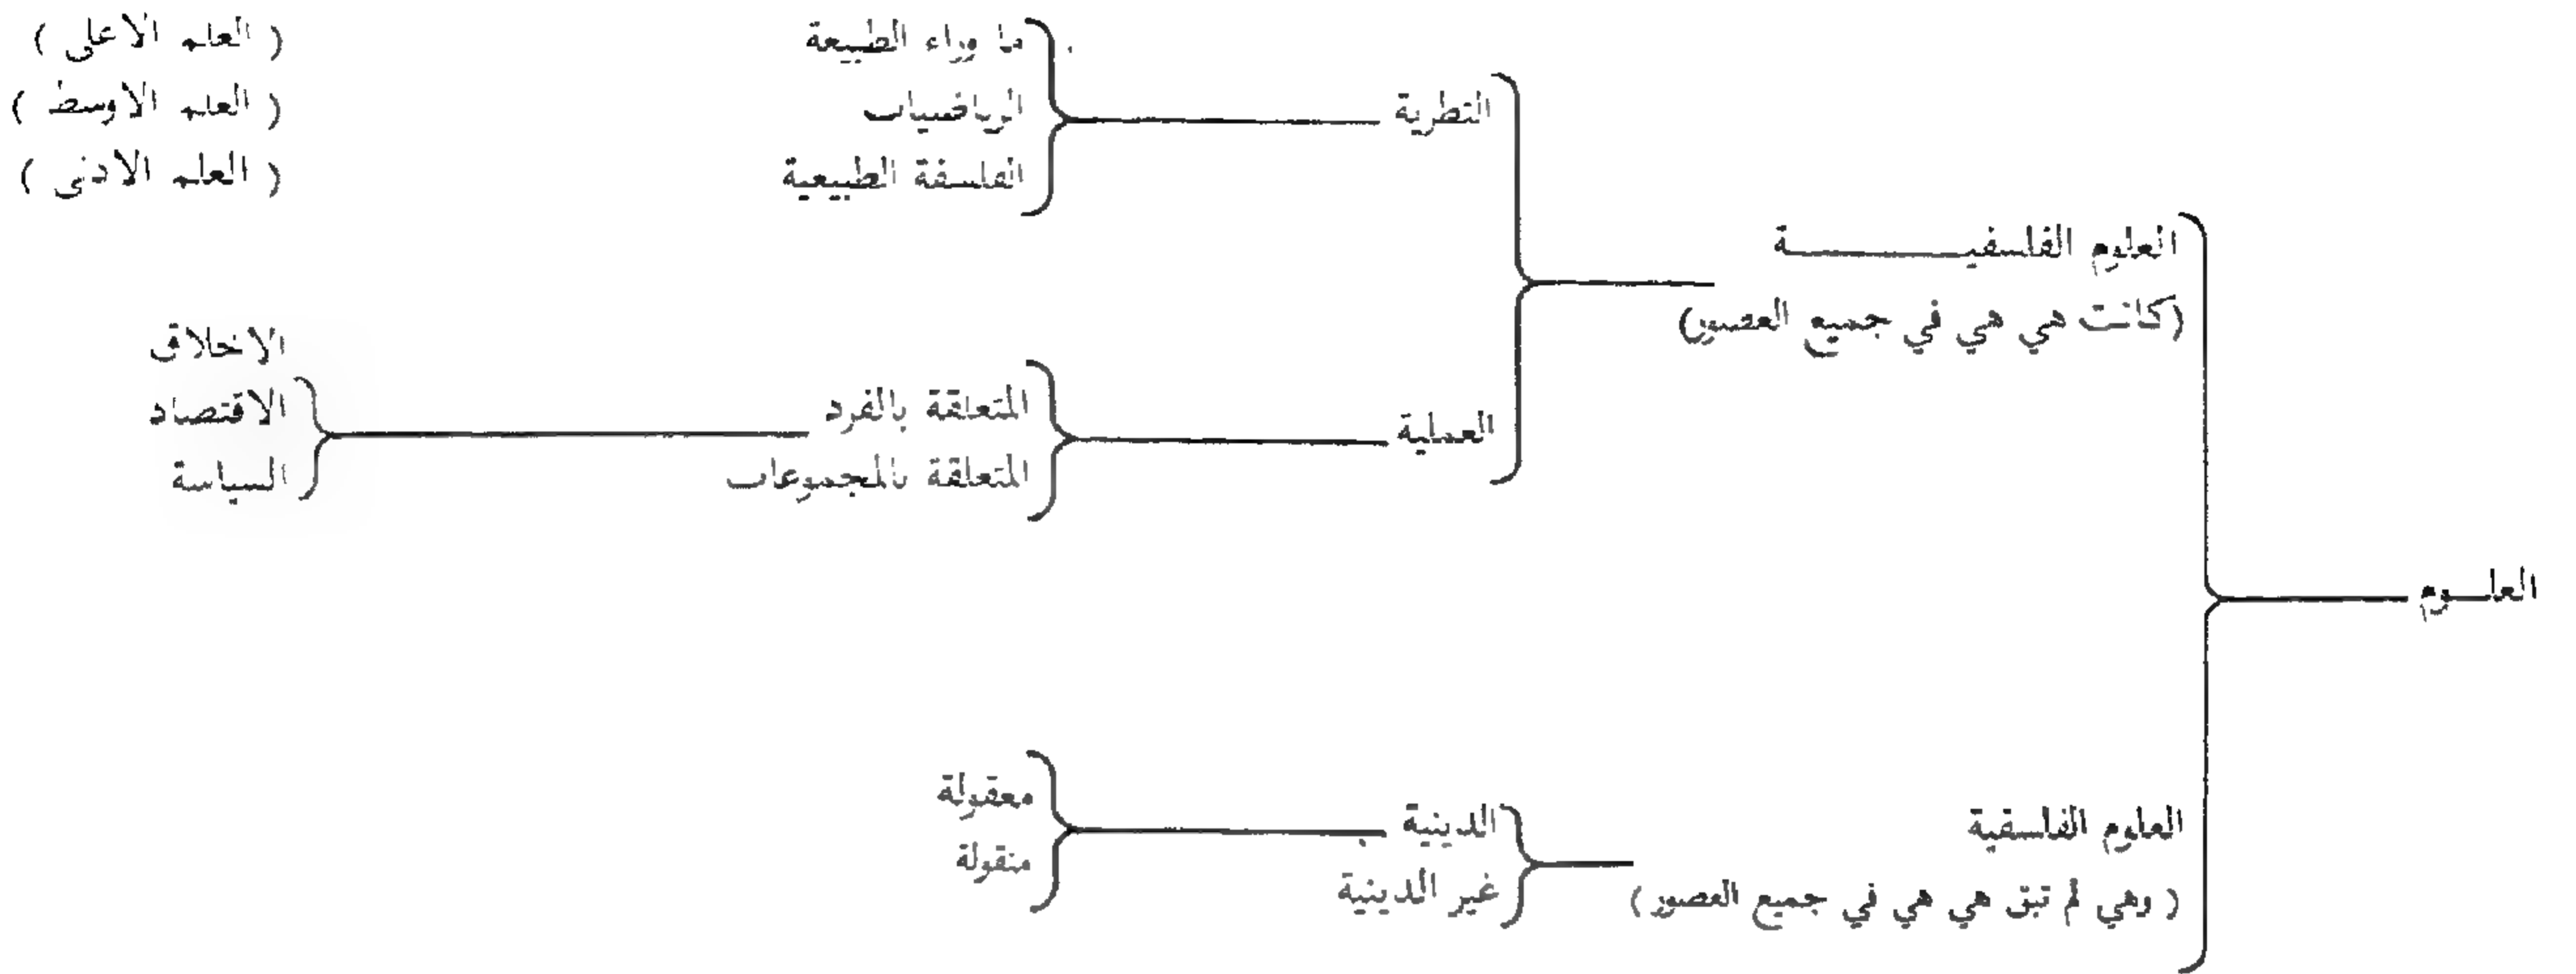 العلوم
العلوم الفلسفية
(كانت هي هي في جميع العصور)
النظرية
ما وراء الطبيعة
( العلم الاعلى )
الرياضيات
( العلم الاوسط )
الفلسفة الطبيعية
( العلم الادنى )
العملية
المتعلقة بالفرد
المتعلقة بالمجموعات
الاخلاق
الاقتصاد
السياسة
العلوم الفلسفية
( وهي لم تبق هي هي في جميع العصور )
الدينية
معقولة
منقولة
غير الدينية